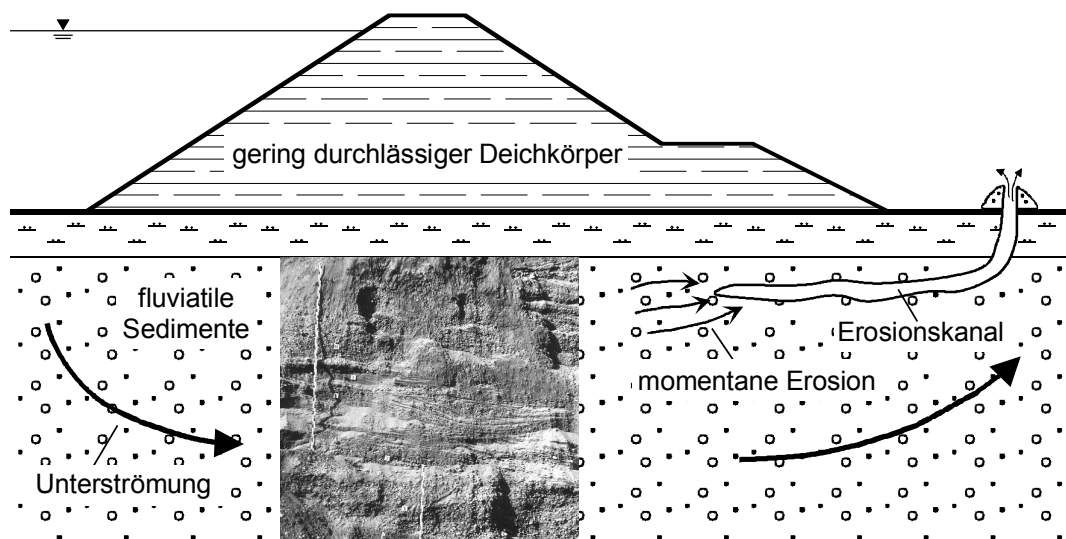 gering durchlässiger Deichkörper
fluviatile
Sedimente
Erosionskanal
momentane Erosion
Unterströmung